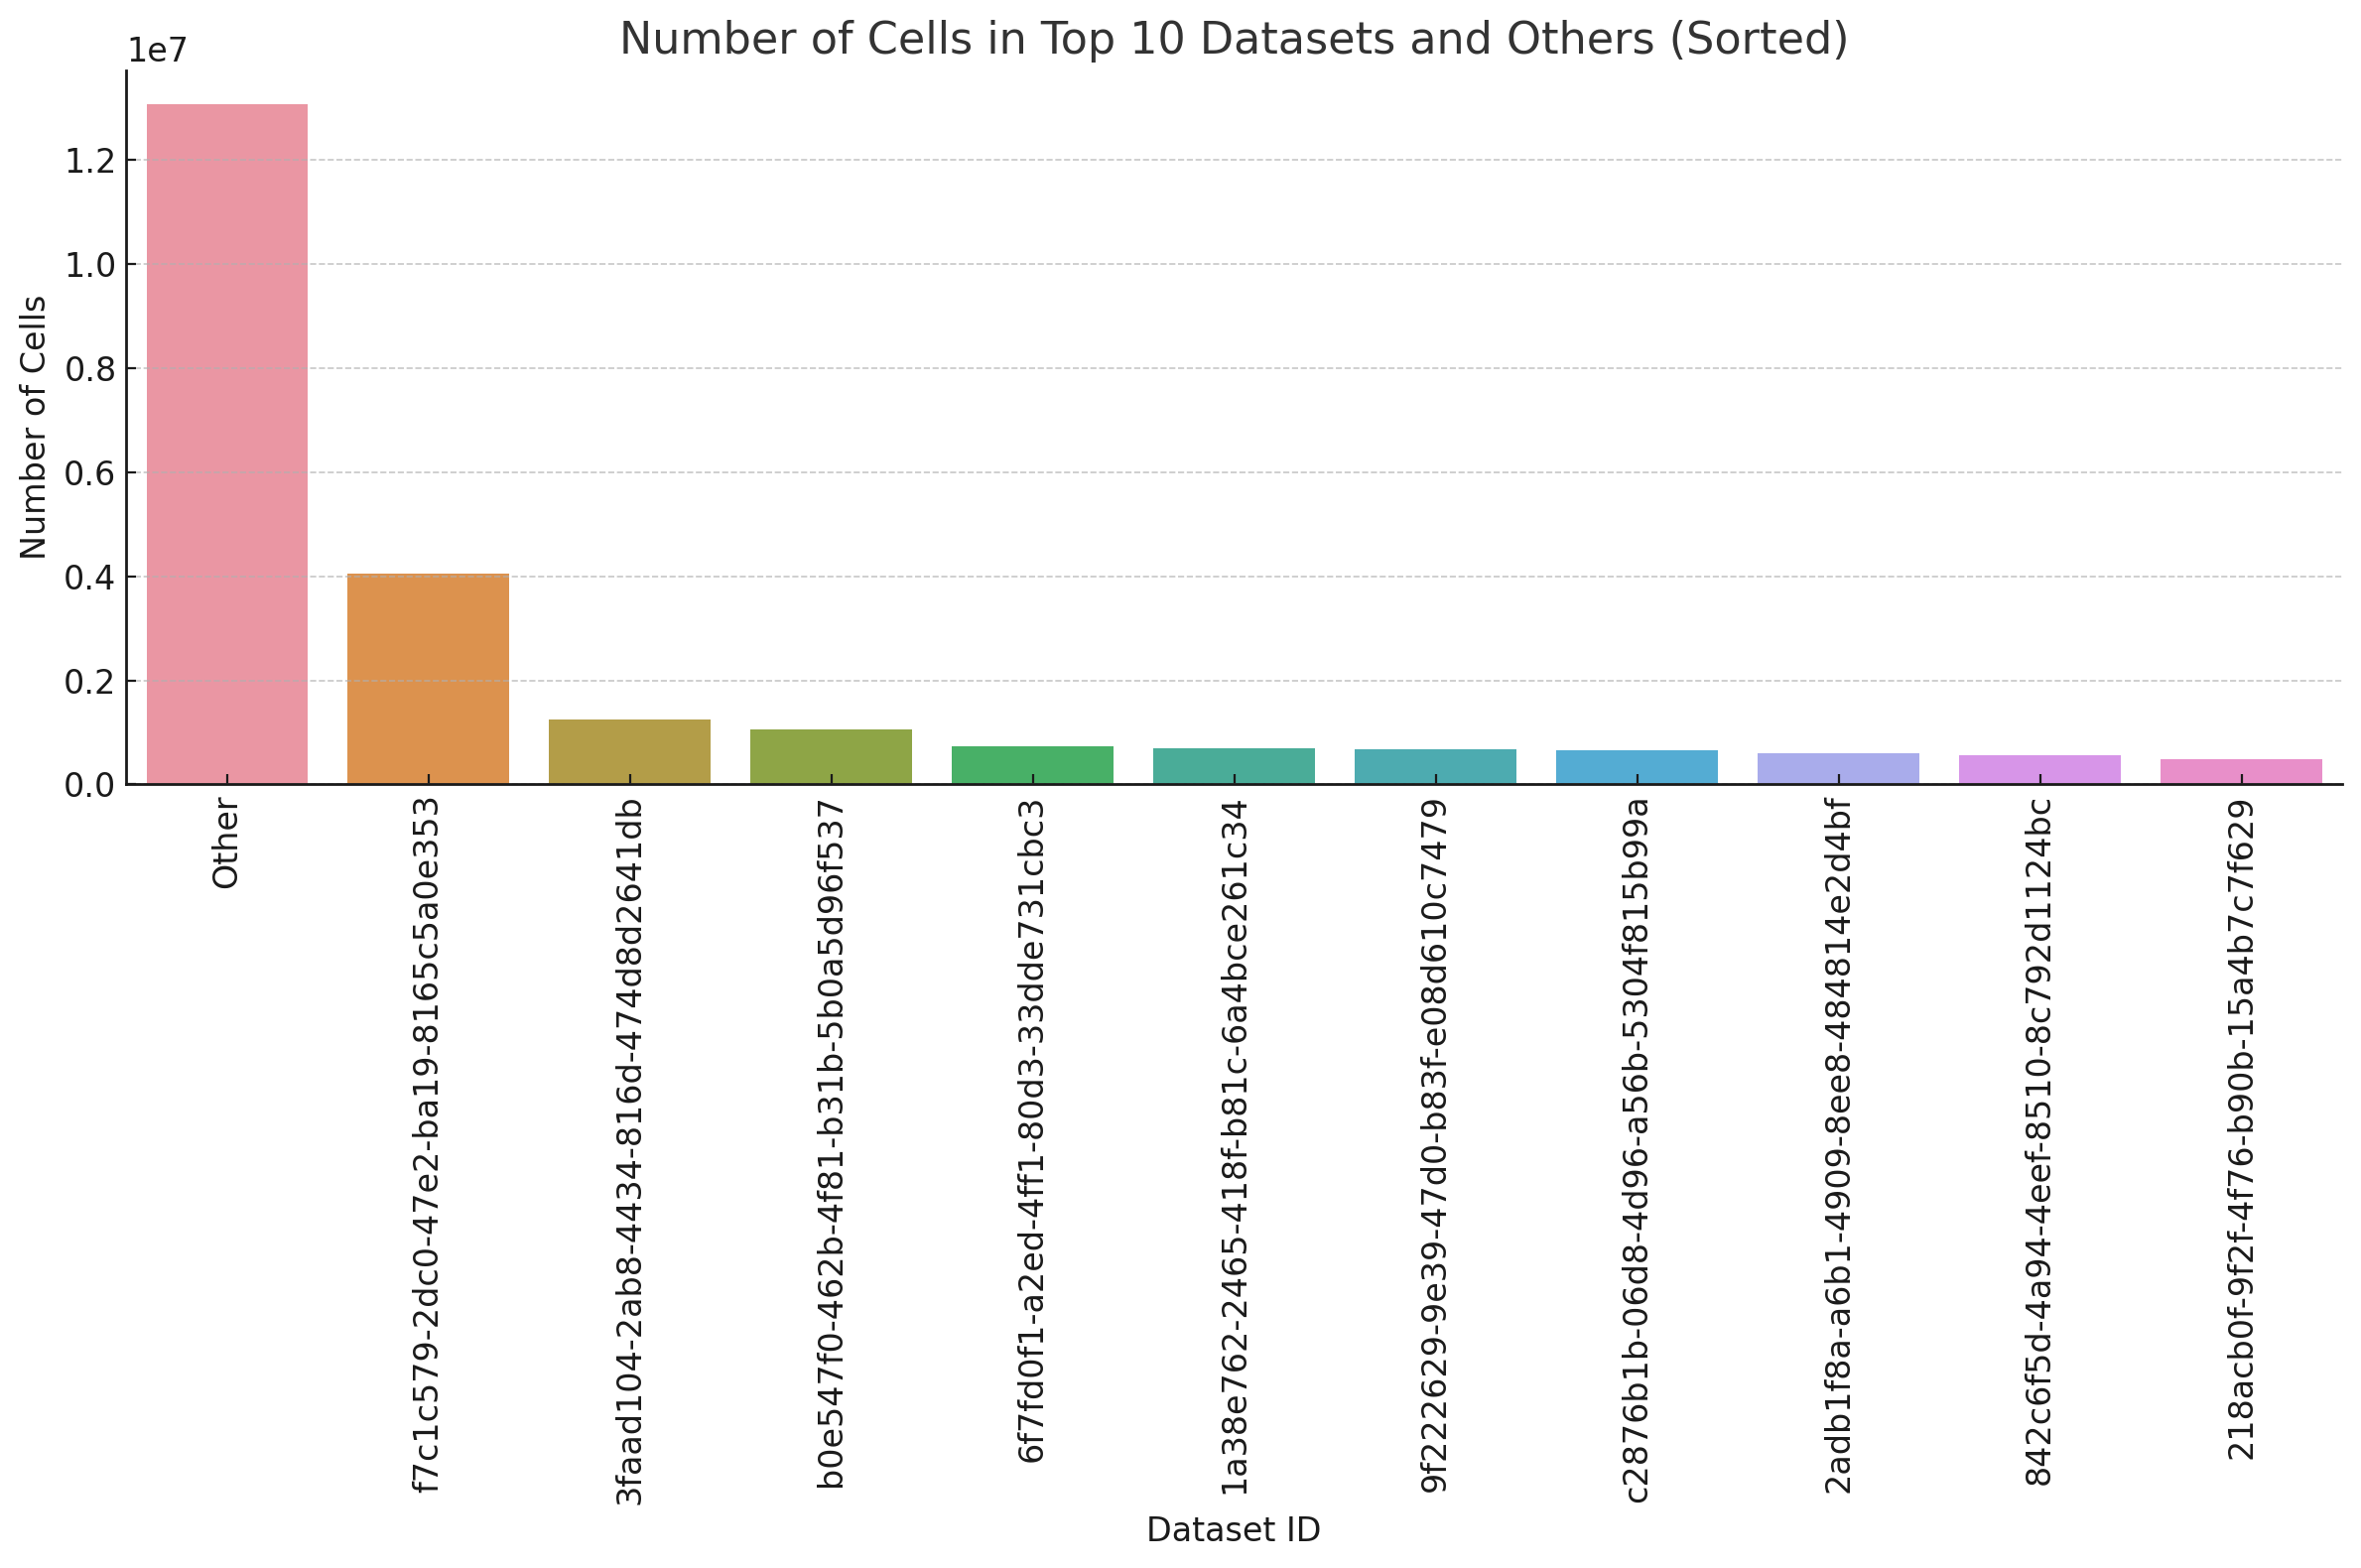 Number of Cells in Top 10 Datasets and Others (Sorted)
1e7
1.2
1.0
0.8
0.6
0.4
0.2
0.0
Number of Cells
Other
f7c1c579-2dc0-47e2-ba19-8165c5a0e353
3faad104-2ab8-4434-816d-474d8d2641db
b0e547f0-462b-4f81-b31b-5b0a5d96f537
6f7fd0f1-a2ed-4ff1-80d3-33dde731cbc3
1a38e762-2465-418f-b81c-6a4bce261c34
9f222629-9e39-47d0-b83f-e08d610c7479
c2876b1b-06d8-4d96-a56b-5304f815b99a
2adb1f8a-a6b1-4909-8ee8-484814e2d4bf
842c6f5d-4a94-4eef-8510-8c792d1124bc
218acb0f-9f2f-4f76-b90b-15a4b7c7f629
Dataset ID